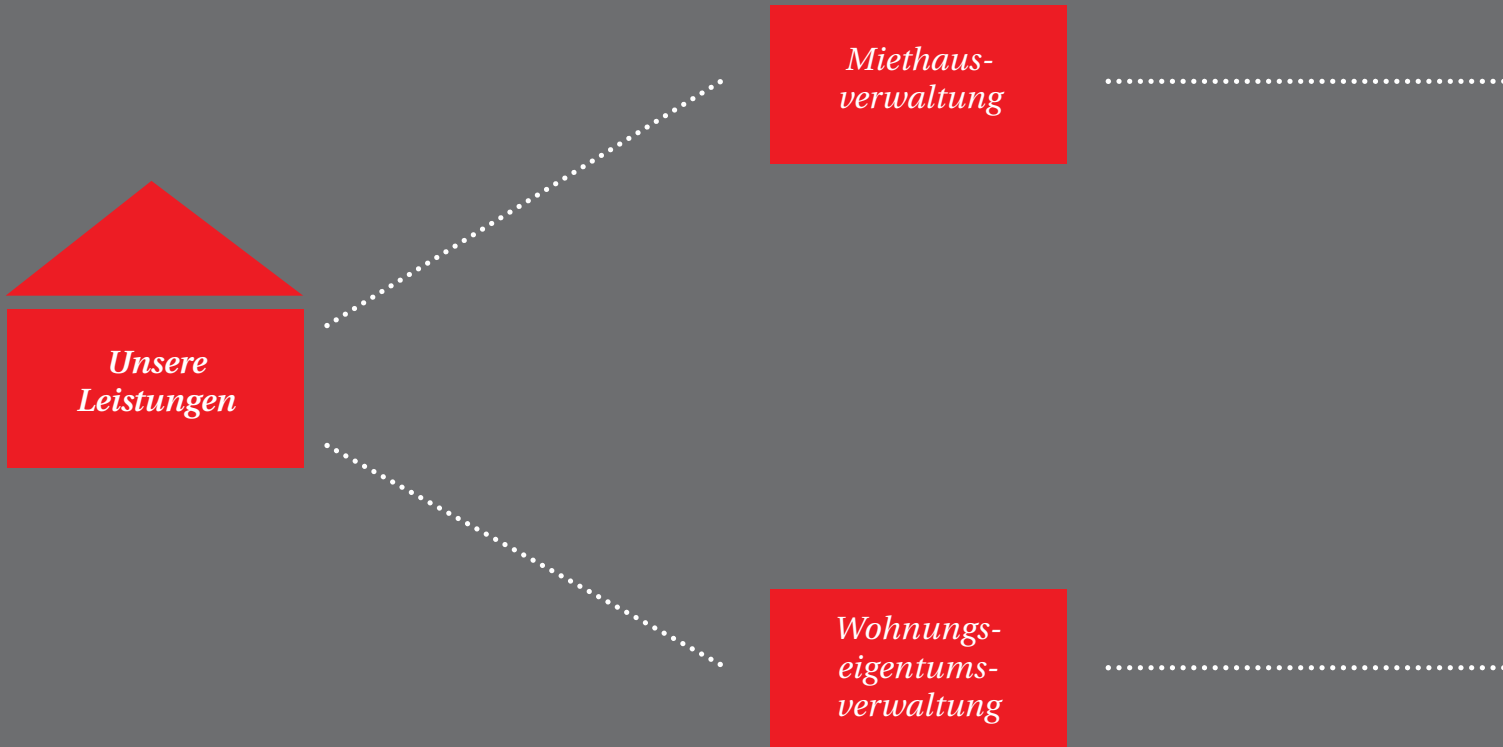 Miethaus-
verwaltung
Unsere
Leistungen
Wohnungs-
eigentums-
verwaltung